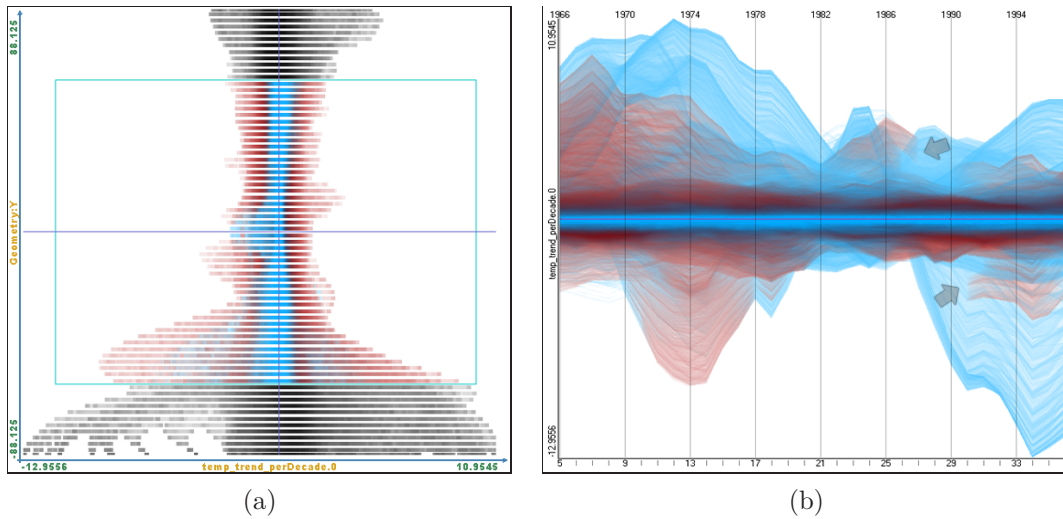 88.125
Geometry:Y
-88.125
-12.9556
temp_trend_perDecade.0
10.9545
(a)
1966 1970 1974 1978 1982 1986 1990 1994
10.9545
temp_trend_perDecade.0
-12.9556
5 9 13 17 21 25 29 33
(b)